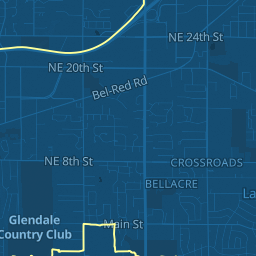 NE 24th St
NE 20th St
Bel-Red Rd
NE 8th St
CROSSROADS
BELLACRE
La
Glendale
Country Club
Main St